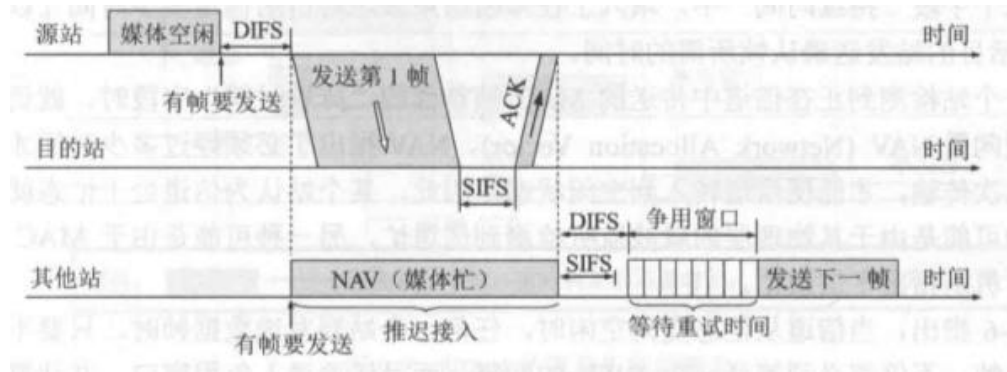 源站 媒体空闲 DIFS 时间
有帧要发送 发送第1帧 ACK
目的站 时间
SIFS
DIFS 争用窗口
其他站 NAV（媒体忙） SIFS 发送下一帧 时间
有帧要发送 推迟接入 等待重试时间